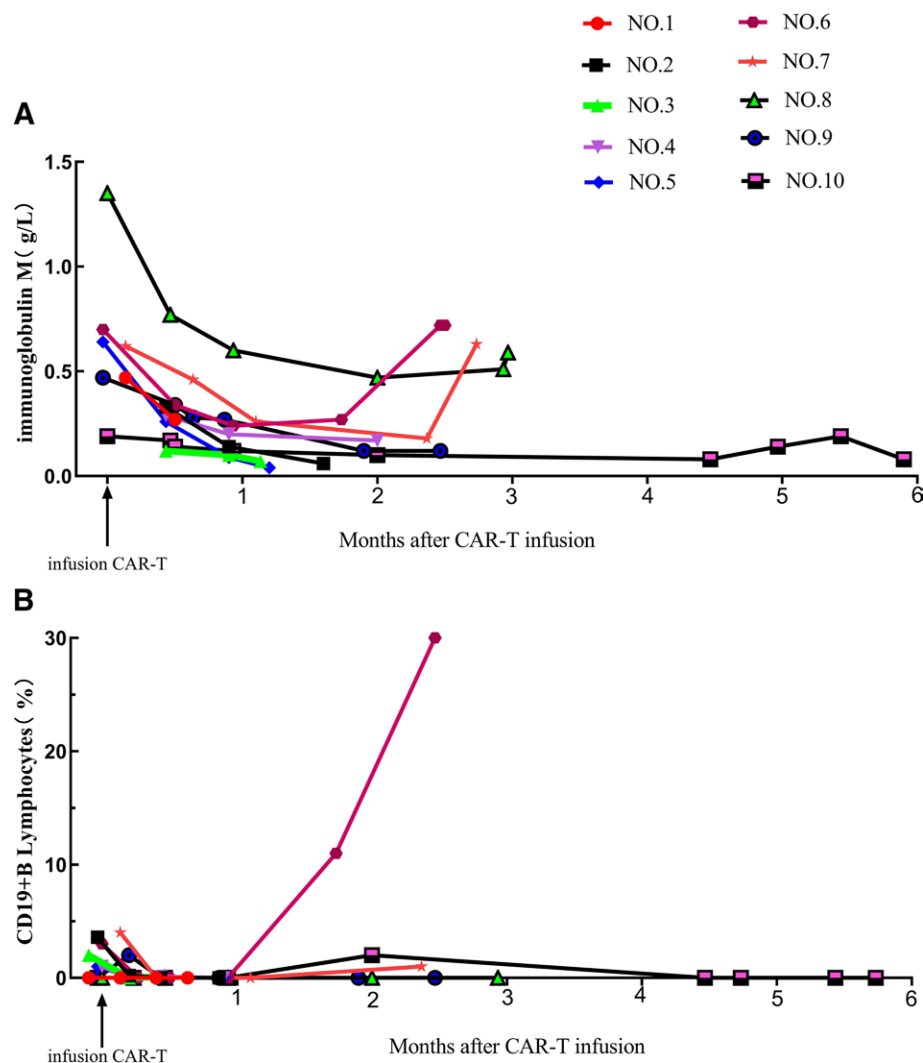 NO.1 NO.6
NO.2 NO.7
NO.3 NO.8
NO.4 NO.9
NO.5 NO.10
A
immunoglobulin M( g/L)
1.5
1.0
0.5
0.0
1 2 3 4 5 6
Months after CAR-T infusion
infusion CAR-T
B
CD19+B Lymphocytes( %)
30
20
10
0
1 2 3 4 5 6
Months after CAR-T infusion
infusion CAR-T